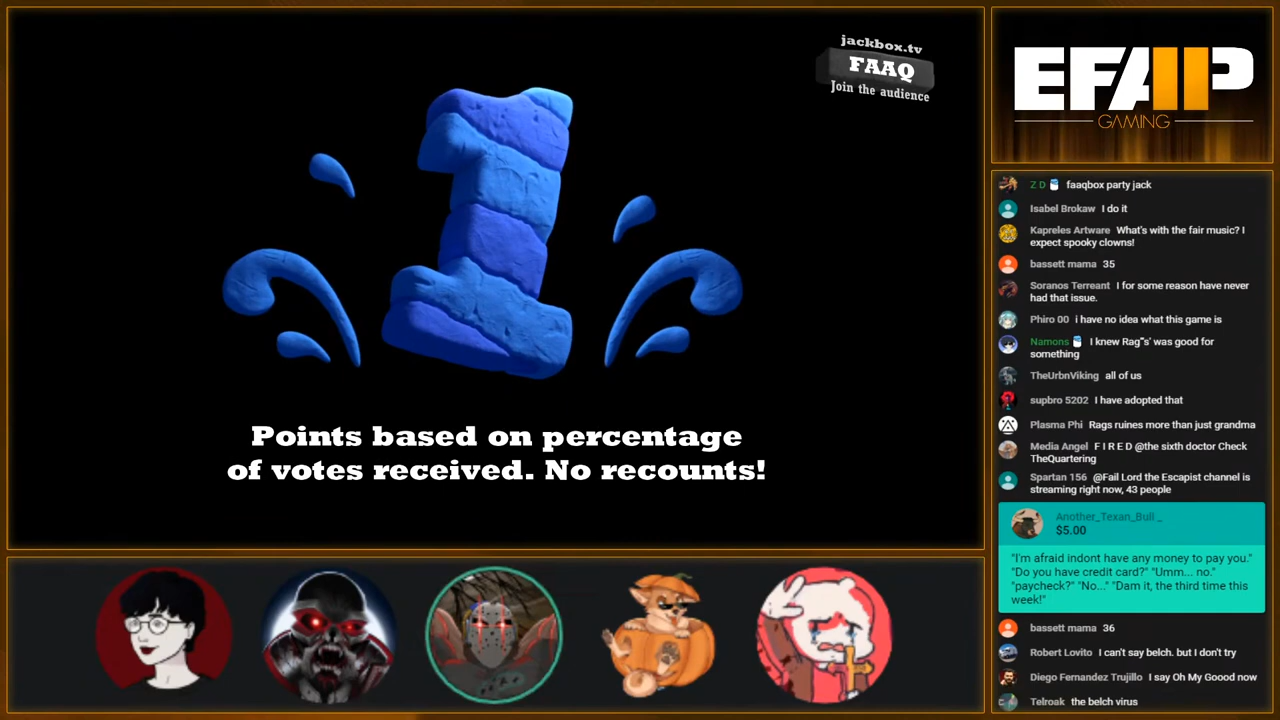 jackbox.tv
FAAQ
Join the audience
1
Points based on percentage
of votes received. No recounts!
EFAP
GAMING
Z D faaqbox party jack
Isabel Brokaw I do it
Kapreles Artware What's with the fair music? I
expect spooky clowns!
bassett mama 35
Soranos Terreant I for some reason have never
had that issue.
Phiro 00 i have no idea what this game is
Namons I knew Rag"s' was good for
something
TheUrbnViking all of us
supbro 5202 I have adopted that
Plasma Phi Rags ruines more than just grandma
Media Angel F I R E D @the sixth doctor Check
TheQuartering
Spartan 156 @Fail Lord the Escapist channel is
streaming right now, 43 people
Another_Texan_Bull _
$5.00
"I'm afraid indont have any money to pay you."
"Do you have credit card?" "Umm... no."
"paycheck?" "No..." "Dam it, the third time this
week!"
bassett mama 36
Robert Lovito I can't say belch. but I don't try
Diego Fernandez Trujillo I say Oh My Goood now
Telroak the belch virus